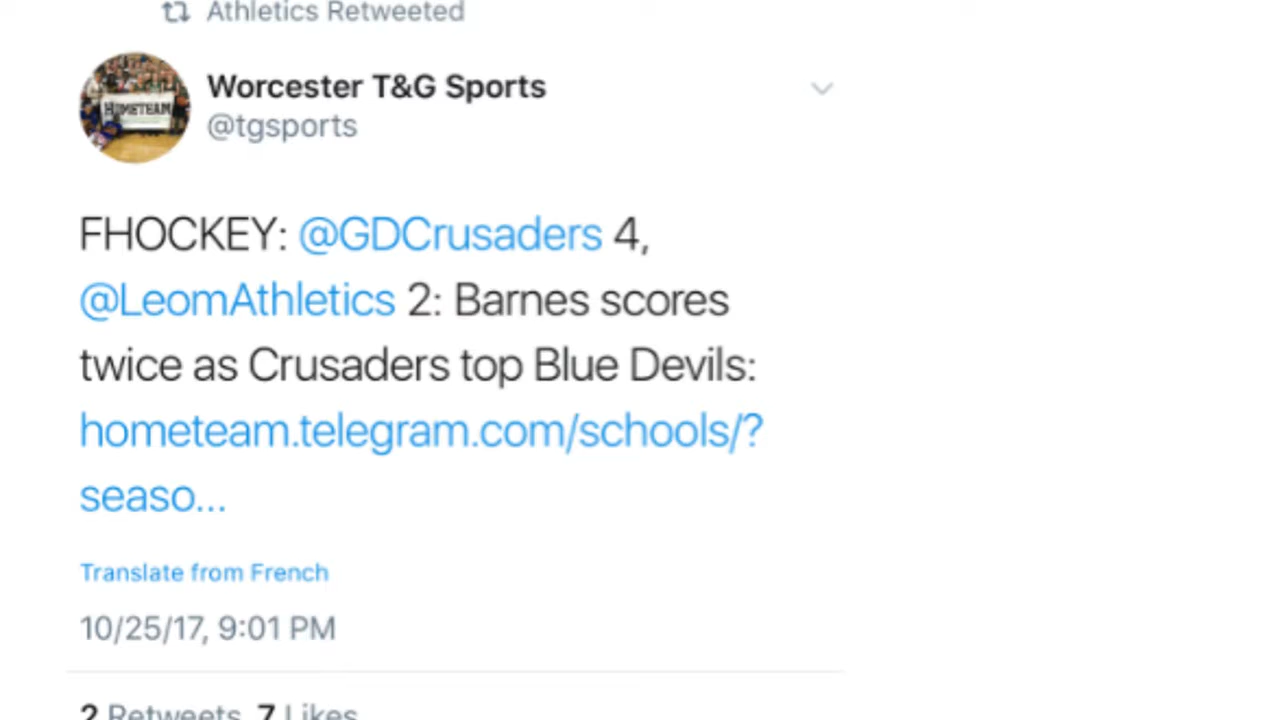 Athletics Retweeted
Worcester T&G Sports
@tgsports
HOMETEAM
FHOCKEY: @GDCrusaders 4,
@LeomAthletics 2: Barnes scores
twice as Crusaders top Blue Devils:
hometeam.telegram.com/schools/?
seaso...
Translate from French
10/25/17, 9:01 PM
2 Retweets 7 Likes